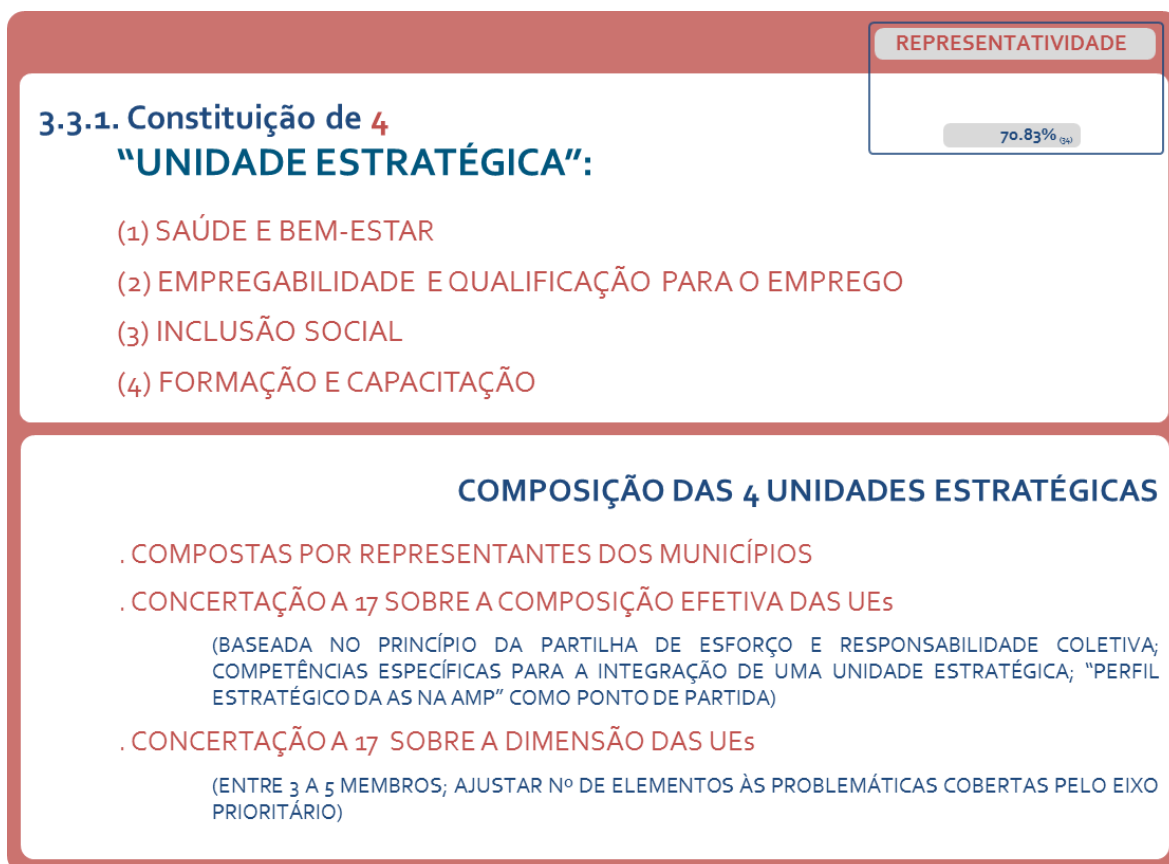 REPRESENTATIVIDADE
70.83% (34)
3.3.1. Constituição de 4
“UNIDADE ESTRATÉGICA”:
(1) SAÚDE E BEM-ESTAR
(2) EMPREGABILIDADE E QUALIFICAÇÃO PARA O EMPREGO
(3) INCLUSÃO SOCIAL
(4) FORMAÇÃO E CAPACITAÇÃO
COMPOSIÇÃO DAS 4 UNIDADES ESTRATÉGICAS
. COMPOSTAS POR REPRESENTANTES DOS MUNICÍPIOS
. CONCERTAÇÃO A 17 SOBRE A COMPOSIÇÃO EFETIVA DAS UEs
(BASEADA NO PRINCÍPIO DA PARTILHA DE ESFORÇO E RESPONSABILIDADE COLETIVA;
COMPETÊNCIAS ESPECÍFICAS PARA A INTEGRAÇÃO DE UMA UNIDADE ESTRATÉGICA; “PERFIL
ESTRATÉGICO DA AS NA AMP” COMO PONTO DE PARTIDA)
. CONCERTAÇÃO A 17 SOBRE A DIMENSÃO DAS UEs
(ENTRE 3 A 5 MEMBROS; AJUSTAR Nº DE ELEMENTOS ÀS PROBLEMÁTICAS COBERTAS PELO EIXO
PRIORITÁRIO)